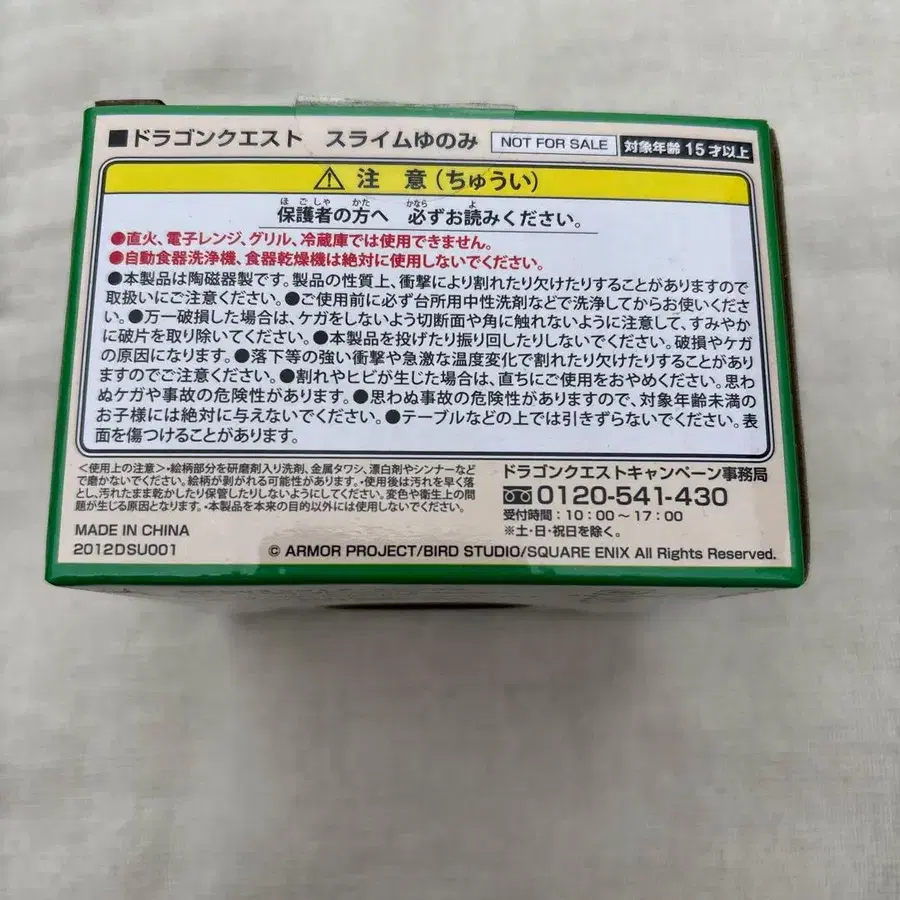 ■ドラゴンクエスト スライムゆのみ NOT FOR SALE 対象年齢 15才以上
⚠ 注 意(ちゅうい)
保護者の方へ 必ずお読みください。
●直火、電子レンジ、グリル、冷蔵庫では使用できません。
●自動食器洗浄機、食器乾燥機は絶対に使用しないでください。
●本製品は陶磁器製です。製品の性質上、衝撃により割れたり欠けたりすることがありますので
取扱いにご注意ください。●ご使用前に必ず台所用中性洗剤などで洗浄してからお使いくださ
い。●万一破損した場合は、ケガをしないよう切断面や角に触れないように注意して、すみやか
に破片を取り除いてください。●本製品を投げたり振り回したりしないでください。破損やケガ
の原因になります。●落下等の強い衝撃や急激な温度変化で割れたり欠けたりすることがあり
ますのでご注意ください。●割れやヒビが生じた場合は、直ちにご使用をおやめください。思わ
ぬケガや事故の危険性があります。●思わぬ事故の危険性がありますので、対象年齢未満の
お子様には絶対に与えないでください。●テーブルなどの上では引きずらないでください。表
面を傷つけることがあります。
<使用上の注意>・絵柄部分を研磨剤入り洗剤、金属タワシ、漂白剤やシンナーなど
で磨かないでください。絵柄が剥がれる可能性があります。・使用後は汚れを早く落
とし、汚れたまま乾かしたり保管したりしないようにしてください。変色や衛生上の問
題が生じる原因となります。・本製品を本来の目的以外には使用しないでください。
MADE IN CHINA
2012DSU001
ドラゴンクエストキャンペーン事務局
0120-541-430
受付時間:10:00～17:00
※土・日・祝日を除く。
© ARMOR PROJECT/BIRD STUDIO/SQUARE ENIX All Rights Reserved.